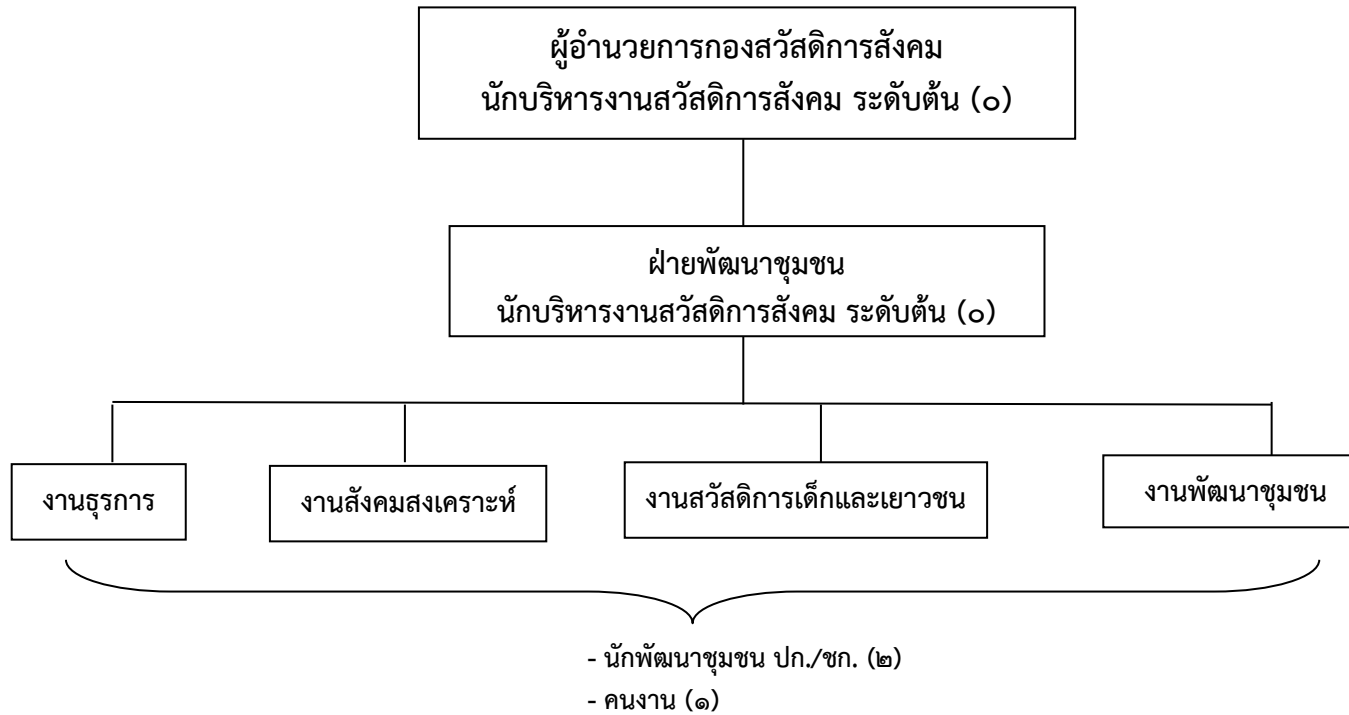 ผู้อำนวยการกองสวัสดิการสังคม
นักบริหารงานสวัสดิการสังคม ระดับต้น (๐)
ฝ่ายพัฒนาชุมชน
นักบริหารงานสวัสดิการสังคม ระดับต้น (๐)
งานธุรการ
งานสังคมสงเคราะห์
งานสวัสดิการเด็กและเยาวชน
งานพัฒนาชุมชน
- นักพัฒนาชุมชน ปก./ชก. (๒)
- คนงาน (๑)